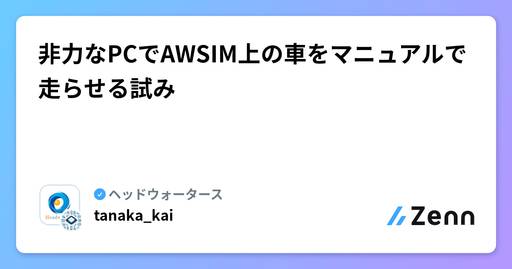 非力なPCでAWSIM上の車をマニュアルで
走らせる試み
ヘッドウォータース
tanaka_kai
Zenn